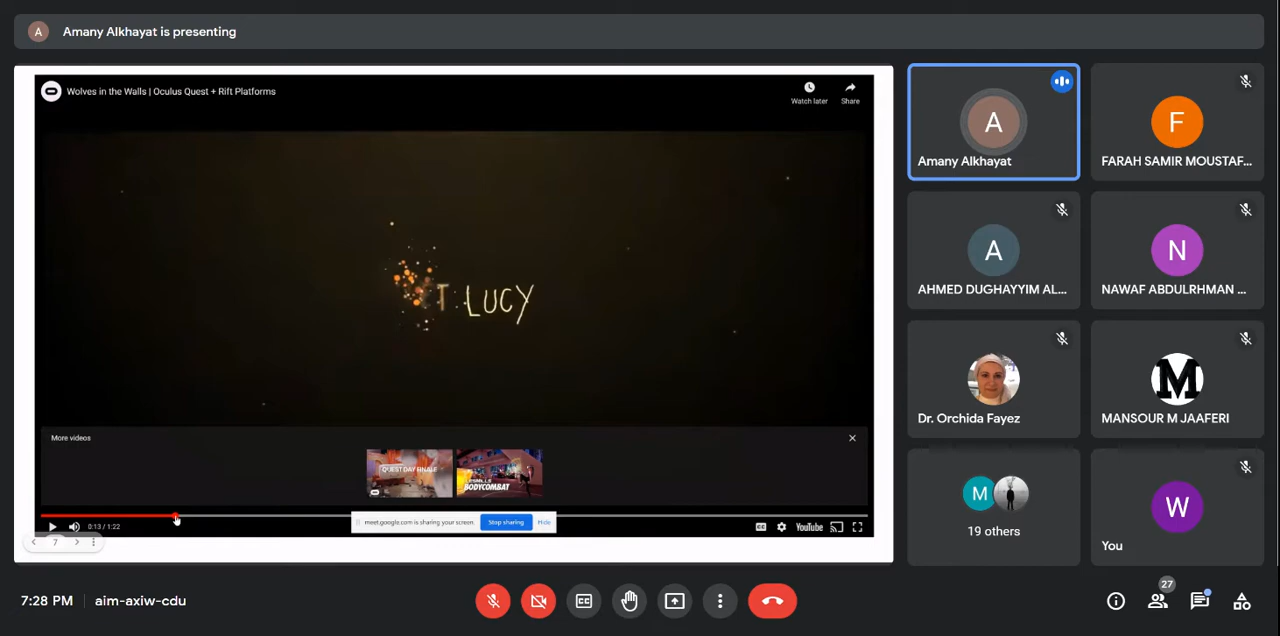 A
Amany Alkhayat is presenting
Wolves in the Walls | Oculus Quest + Rift Platforms
Watch later
Share
T: LUCY
More videos
QUEST DAY FINALE
LESMILLS
BODYCOMBAT
0:13 / 1:22
meet.google.com is sharing your screen.
Stop sharing
Hide
YouTube
7
A
Amany Alkhayat
F
FARAH SAMIR MOUSTAF...
A
AHMED DUGHAYYIM AL...
N
NAWAF ABDULRHMAN ...
Dr. Orchida Fayez
M
MANSOUR M JAAFERI
M
19 others
W
You
7:28 PM | aim-axiw-cdu
27